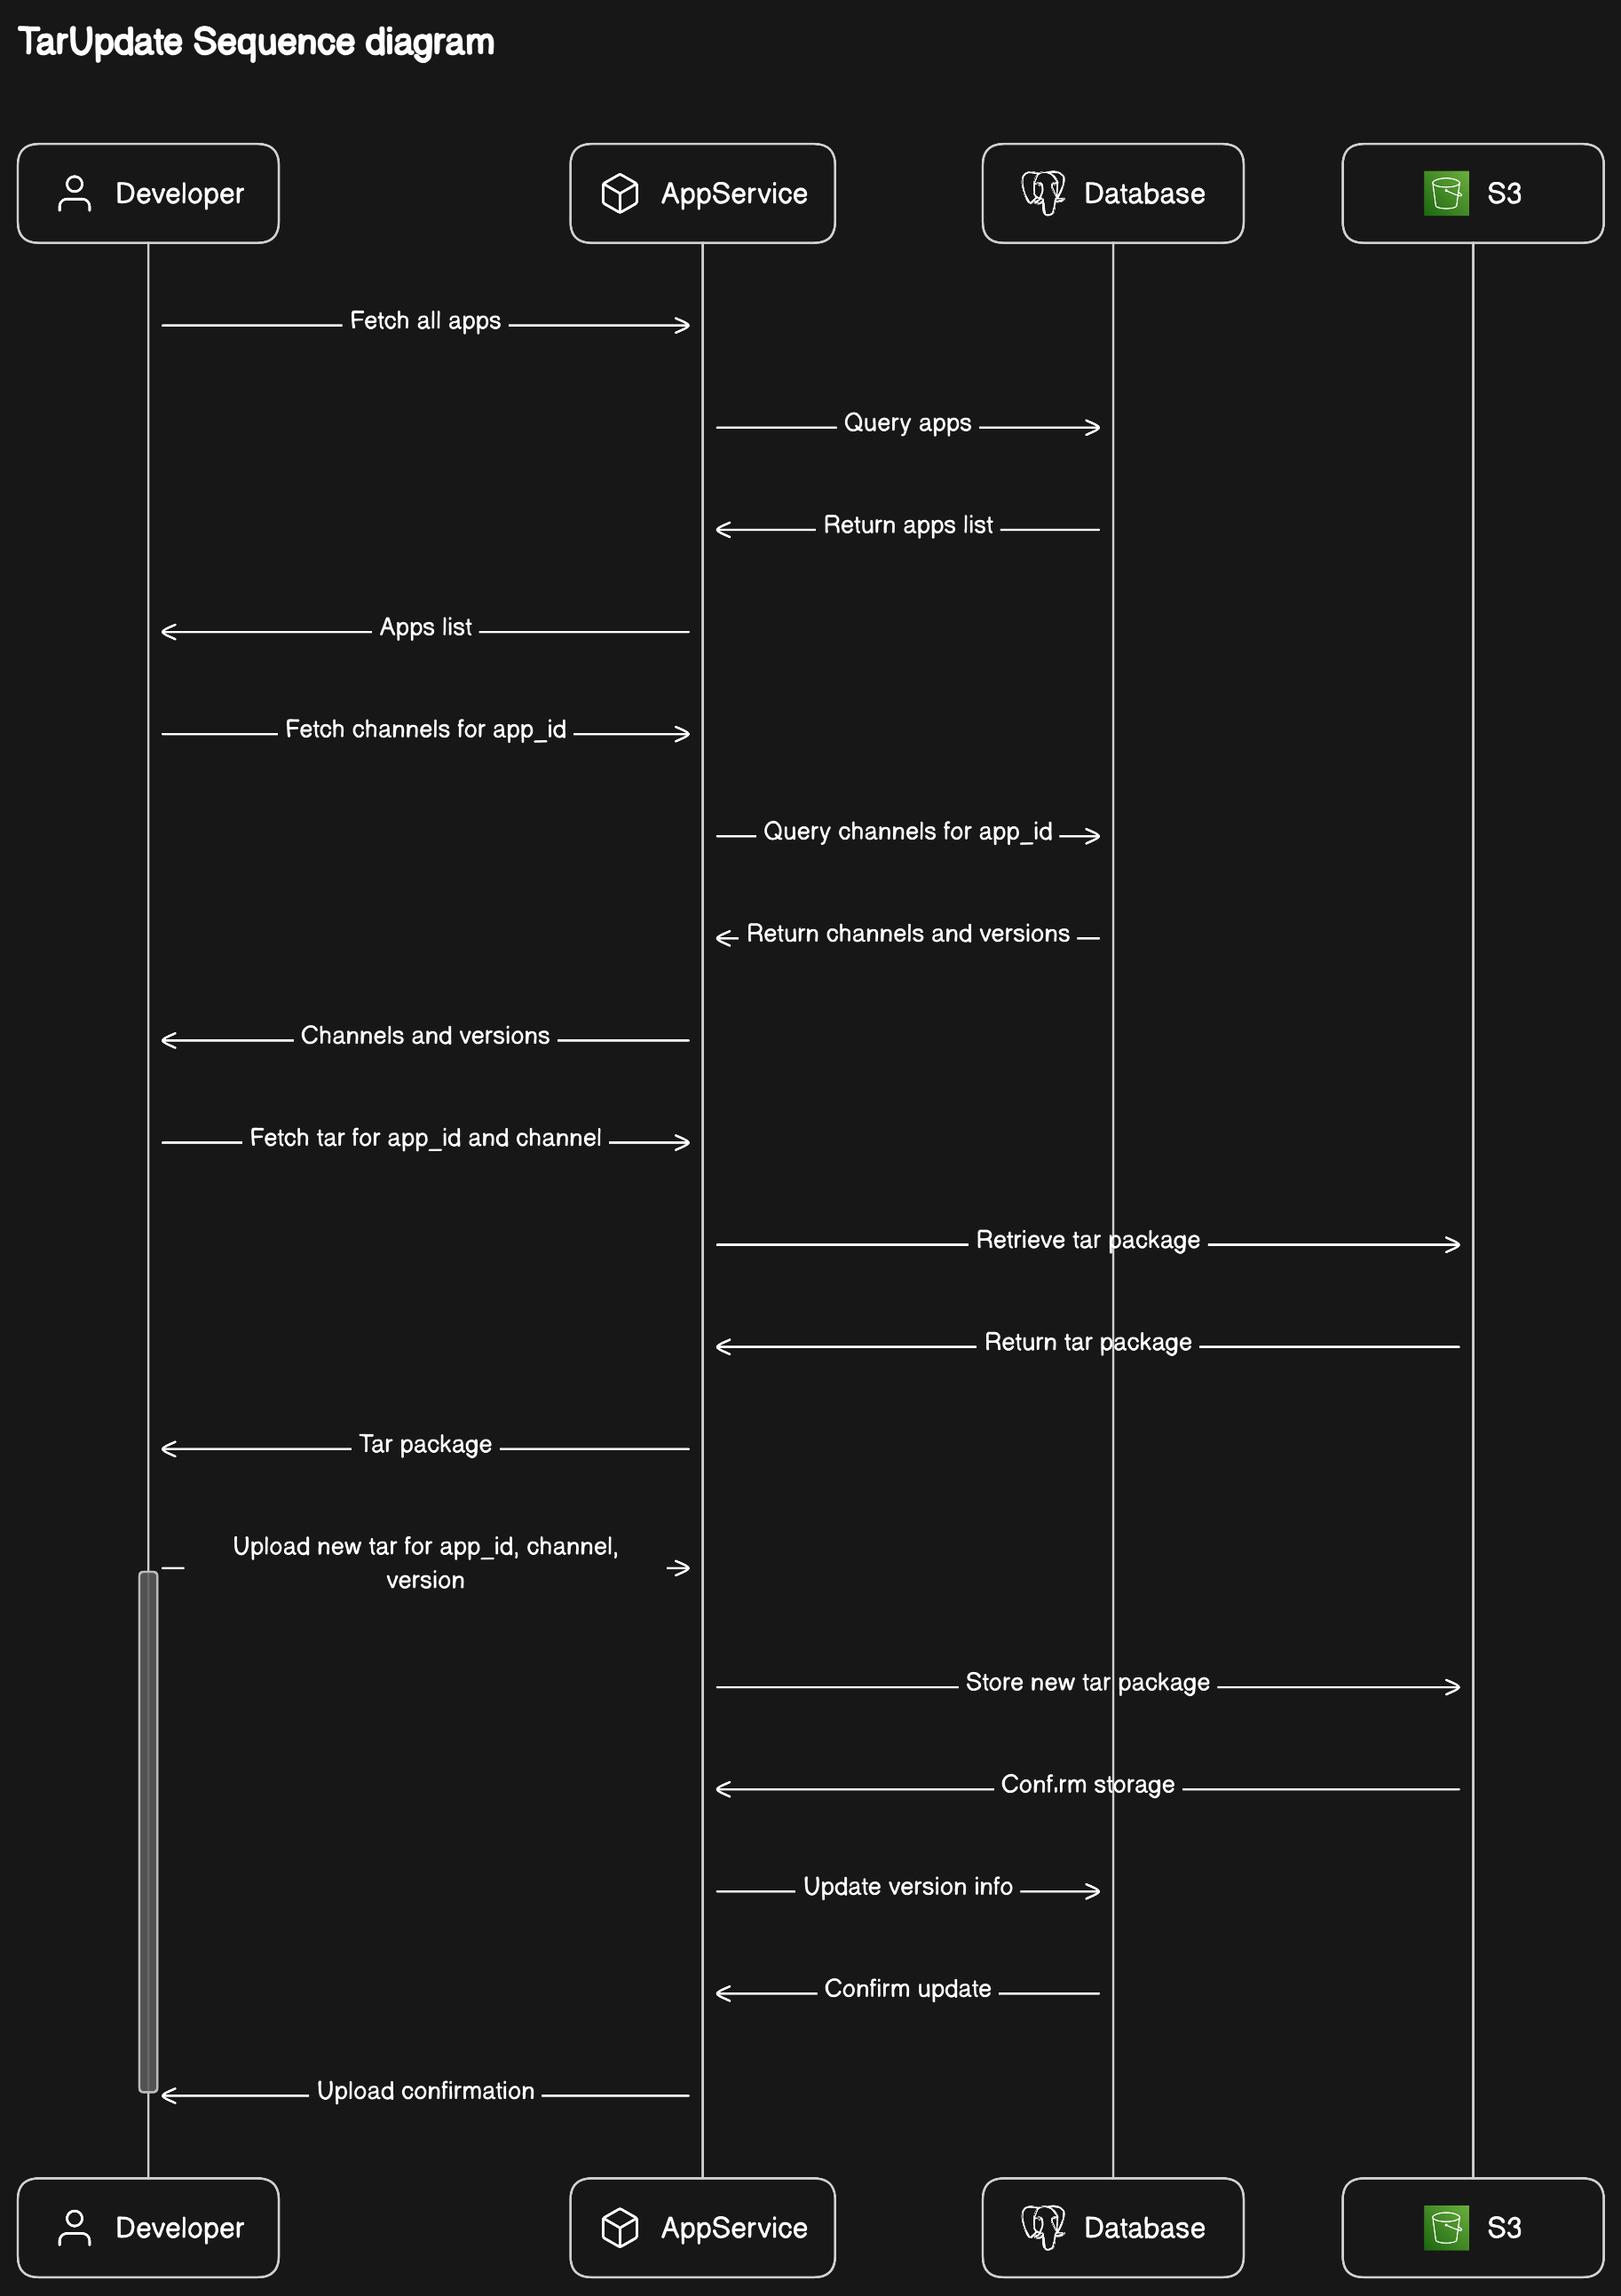 TarUpdate Sequence diagram
Developer
AppService
Database
S3
Fetch all apps
Query apps
Return apps list
Apps list
Fetch channels for app_id
Query channels for app_id
Return channels and versions
Channels and versions
Fetch tar for app_id and channel
Retrieve tar package
Return tar package
Tar package
Upload new tar for app_id, channel,
version
Store new tar package
Confirm storage
Update version info
Confirm update
Upload confirmation
Developer
AppService
Database
S3